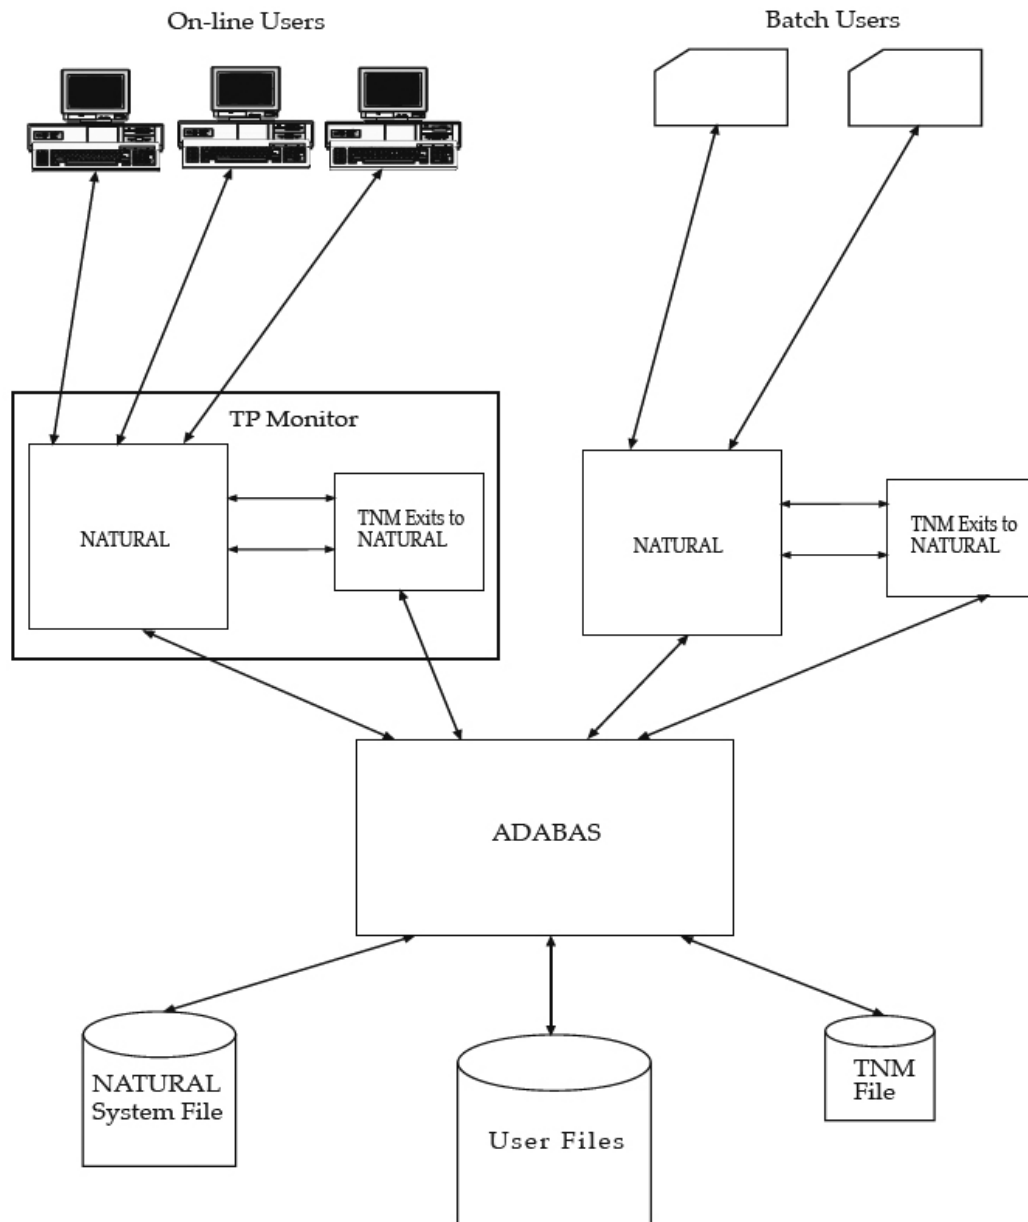 On-line Users
Batch Users
TP Monitor
NATURAL
TNM Exits to
NATURAL
NATURAL
TNM Exits to
NATURAL
ADABAS
NATURAL
System File
User Files
TNM
File